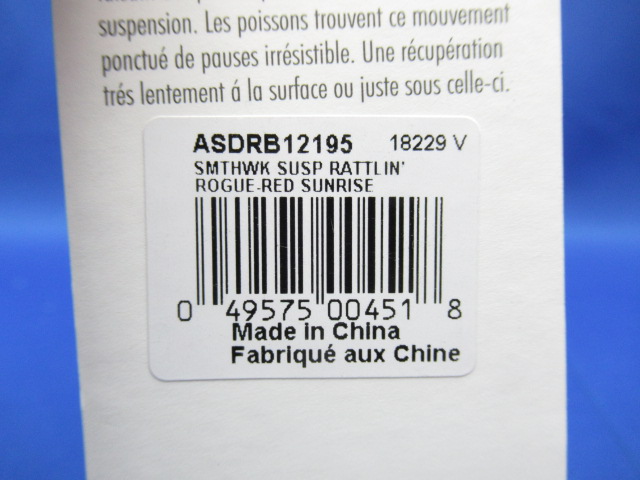 suspension. Les poissons trouvent ce mouvement
ponctué de pauses irrésistible. Une récupération
trés lentement á la surface ou juste sous celle-ci.
ASDRB12195 18229 V
SMTHWK SUSP RATTLIN'
ROGUE-RED SUNRISE
0 49575 00451 8
Made in China
Fabriqué aux Chine